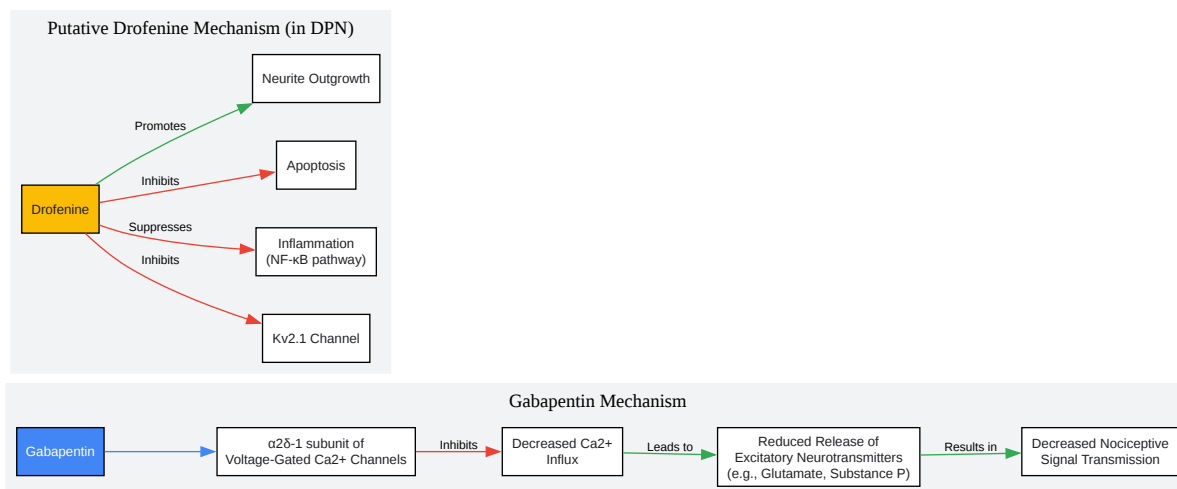 Putative Drofenine Mechanism (in DPN)
Neurite Outgrowth
Promotes
Apoptosis
Inhibits
Drofenine
Suppresses
Inflammation
(NF-κB pathway)
Inhibits
Kv2.1 Channel
Gabapentin Mechanism
Gabapentin
α2δ-1 subunit of
Voltage-Gated Ca2+ Channels
Inhibits
Decreased Ca2+
Influx
Leads to
Reduced Release of
Excitatory Neurotransmitters
(e.g., Glutamate, Substance P)
Results in
Decreased Nociceptive
Signal Transmission